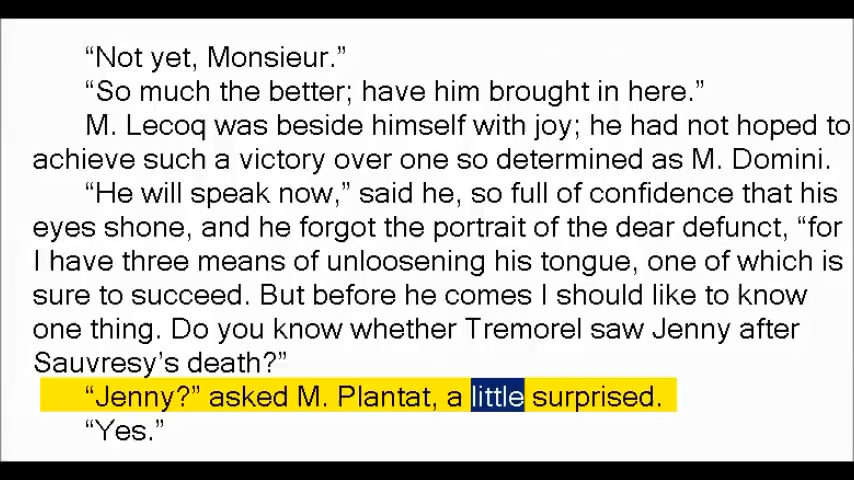 “Not yet, Monsieur.”
“So much the better; have him brought in here.”
M. Lecoq was beside himself with joy; he had not hoped to
achieve such a victory over one so determined as M. Domini.
“He will speak now,” said he, so full of confidence that his
eyes shone, and he forgot the portrait of the dear defunct, “for
I have three means of unloosening his tongue, one of which is
sure to succeed. But before he comes I should like to know
one thing. Do you know whether Tremorel saw Jenny after
Sauvresy’s death?”
“Jenny?” asked M. Plantat, a little surprised.
“Yes.”